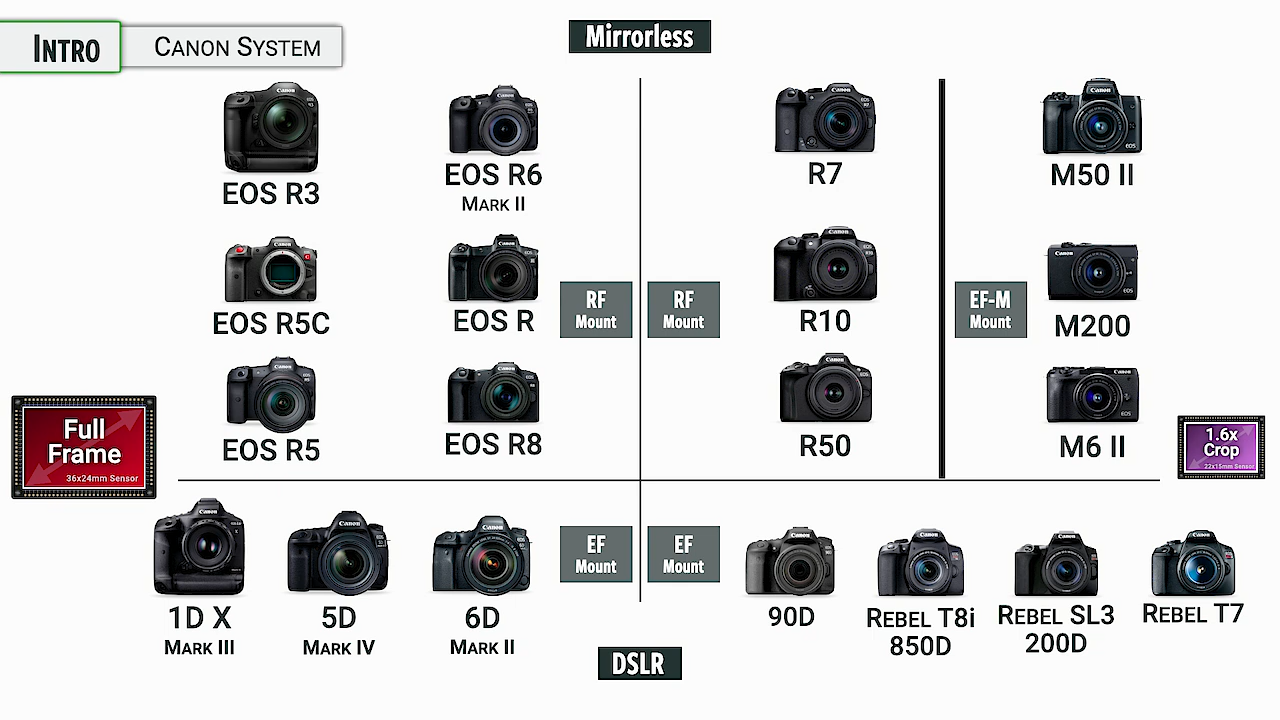 INTRO
CANON SYSTEM
Mirrorless
EOS R3
EOS R6
MARK II
R7
M50 II
EOS R5C
EOS R
RF
Mount
RF
Mount
R10
EF-M
Mount
M200
EOS R5
EOS R8
R50
M6 II
Full
Frame
36x24mm Sensor
1.6x
Crop
22x15mm Sensor
1D X
MARK III
5D
MARK IV
6D
MARK II
EF
Mount
EF
Mount
90D
REBEL T8i
850D
REBEL SL3
200D
REBEL T7
DSLR